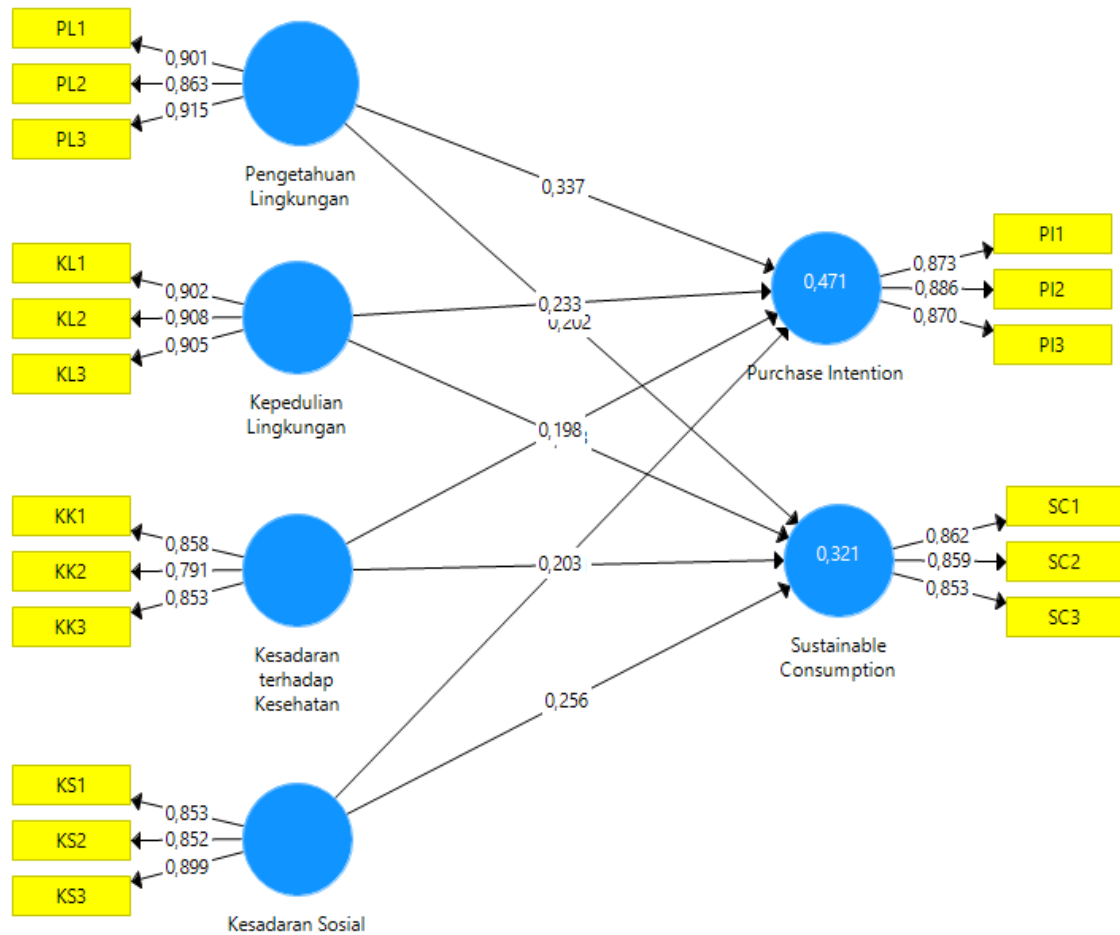 PL1
0,901
PL2
0,863
PL3
0,915
Pengetahuan
Lingkungan
0,337
KL1
0,902
KL2
0,908
KL3
0,905
Kepedulian
Lingkungan
0,233
0,202
PI1
0,873
0,471
PI2
0,886
PI3
0,870
Purchase Intention
0,198
KK1
0,858
KK2
0,791
KK3
0,853
Kesadaran
terhadap
Kesehatan
0,203
SC1
0,862
0,321
SC2
0,859
SC3
0,853
Sustainable
Consumption
0,256
KS1
0,853
KS2
0,852
KS3
0,899
Kesadaran Sosial